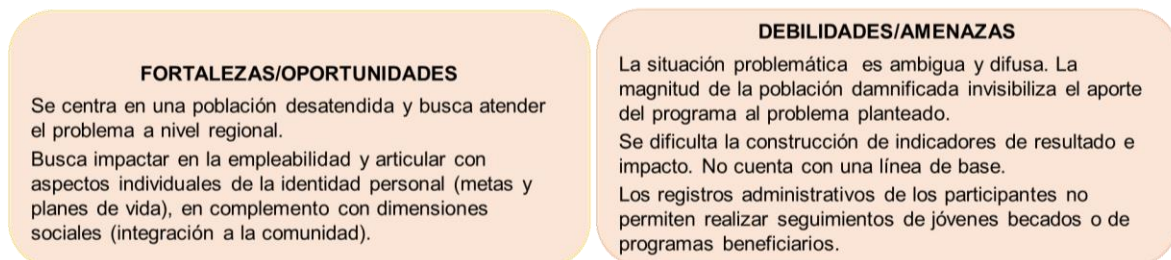 FORTALEZAS/OPORTUNIDADES
Se centra en una población desatendida y busca atender
el problema a nivel regional.
Busca impactar en la empleabilidad y articular con
aspectos individuales de la identidad personal (metas y
planes de vida), en complemento con dimensiones
sociales (integración a la comunidad).
DEBILIDADES/AMENAZAS
La situación problemática es ambigua y difusa. La
magnitud de la población damnificada invisibiliza el aporte
del programa al problema planteado.
Se dificulta la construcción de indicadores de resultado e
impacto. No cuenta con una línea de base.
Los registros administrativos de los participantes no
permiten realizar seguimientos de jóvenes becados o de
programas beneficiarios.